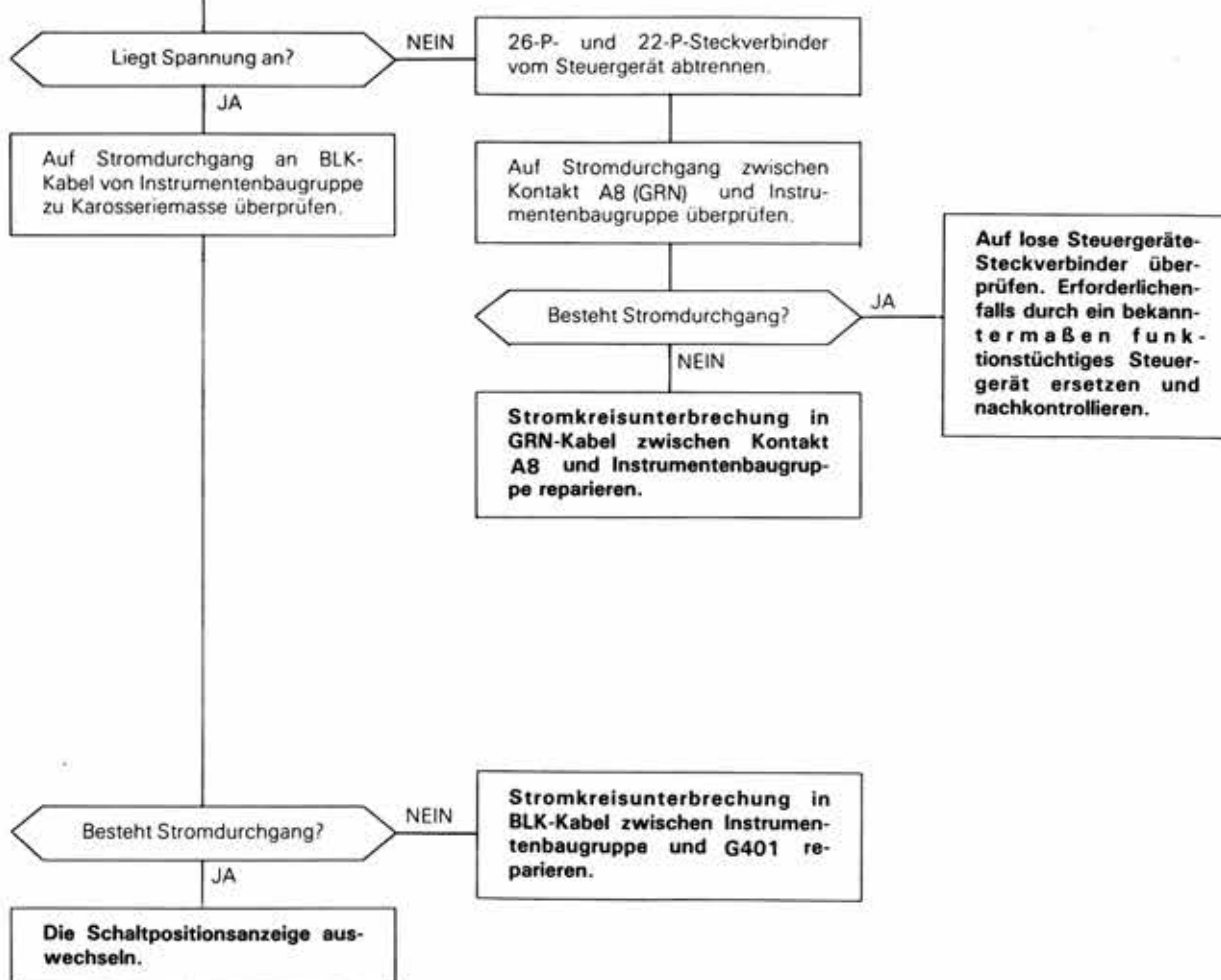 Liegt Spannung an?
NEIN
26-P- und 22-P-Steckverbinder
vom Steuergerät abtrennen.
JA
Auf Stromdurchgang an BLK-
Kabel von Instrumentenbaugruppe
zu Karosseriemasse überprüfen.
Auf Stromdurchgang zwischen
Kontakt A8 (GRN) und Instru-
mentenbaugruppe überprüfen.
Besteht Stromdurchgang?
JA
Auf lose Steuergeräte-
Steckverbinder über-
prüfen. Erforderlichen-
falls durch ein bekann-
termaßen funk-
tionstüchtiges Steuer-
gerät ersetzen und
nachkontrollieren.
NEIN
Stromkreisunterbrechung in
GRN-Kabel zwischen Kontakt
A8 und Instrumentenbaugrup-
pe reparieren.
Besteht Stromdurchgang?
NEIN
Stromkreisunterbrechung in
BLK-Kabel zwischen Instrumen-
tenbaugruppe und G401 re-
parieren.
JA
Die Schaltpositionsanzeige aus-
wechseln.